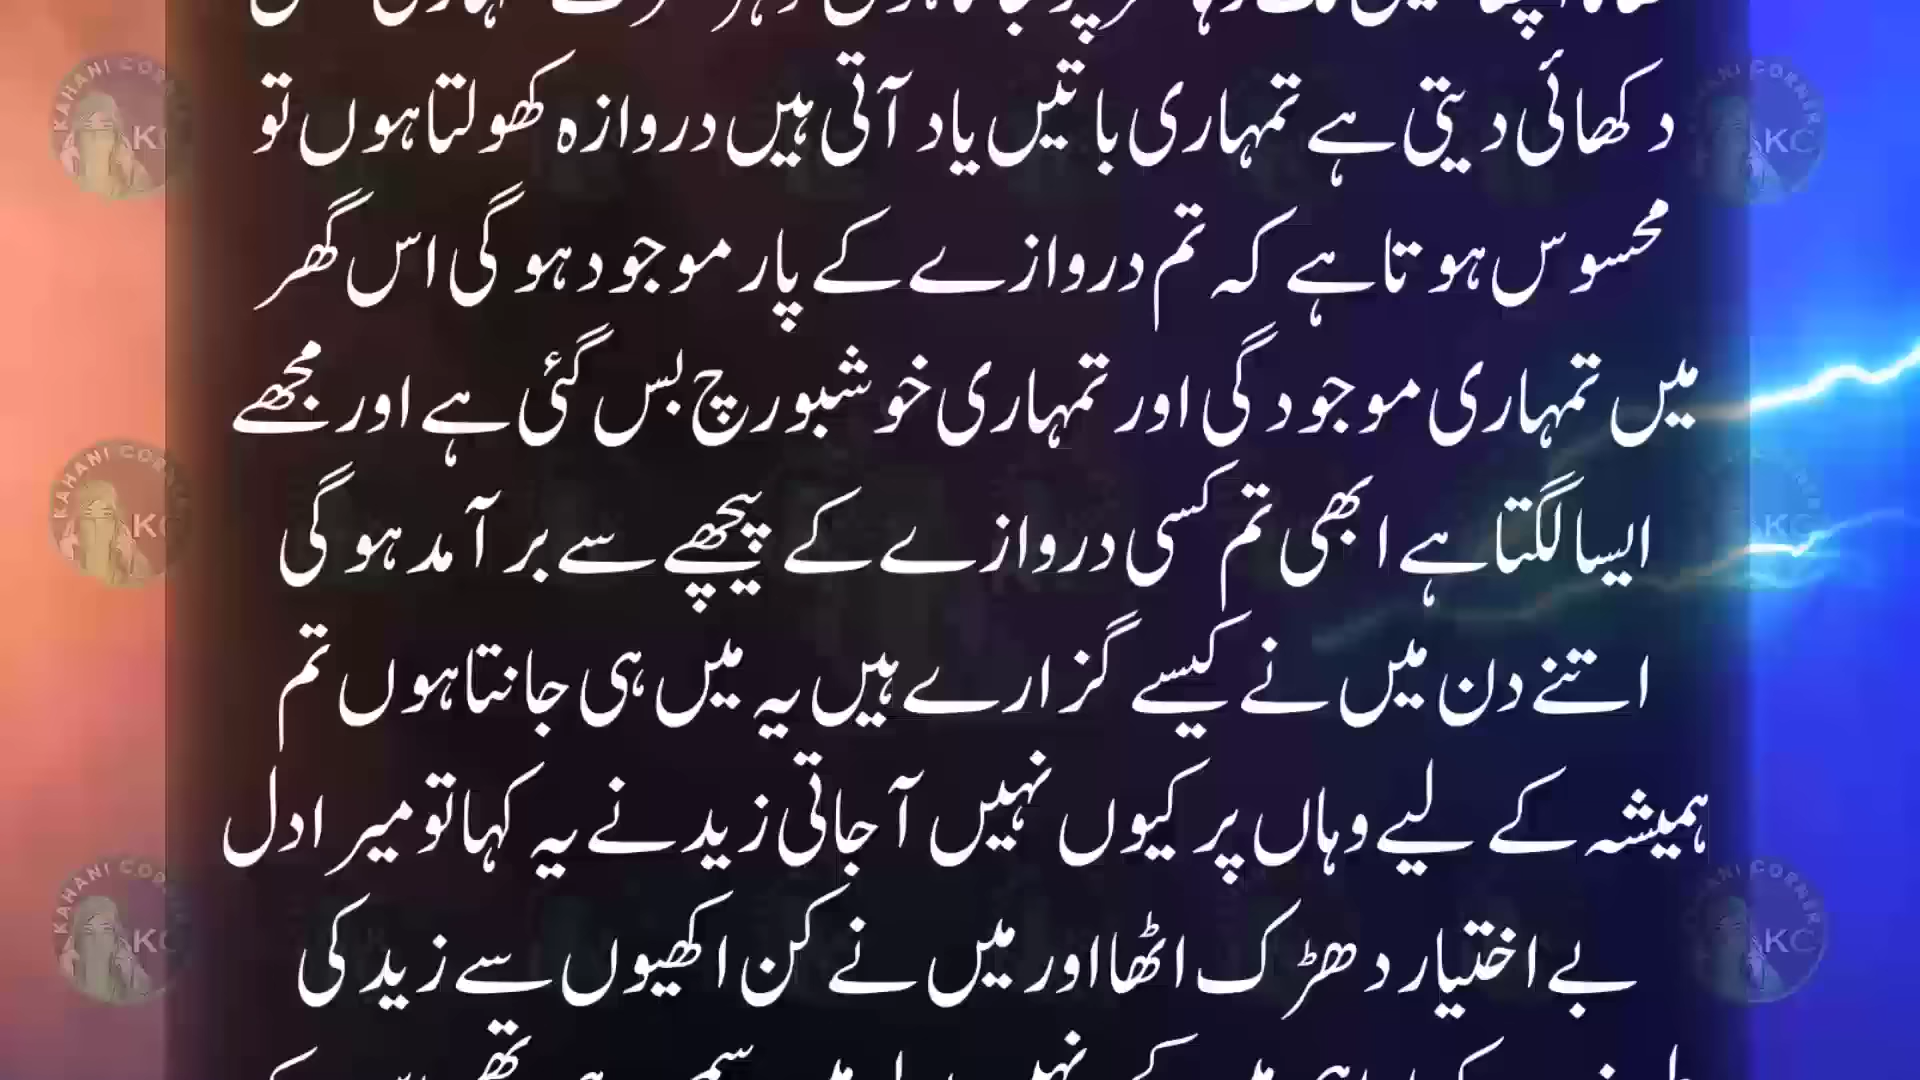 دکھائی دیتی ہے تمہاری باتیں یاد آتی ہیں دروازہ کھولتا ہوں تو
محسوس ہوتا ہے کہ تم دروازے کے پار موجود ہو گی اس گھر
میں تمہاری موجودگی اور تمہاری خوشبو رچ بس گئی ہے اور مجھے
ایسا لگتا ہے ابھی تم کسی دروازے کے پیچھے سے برآمد ہو گی
اتنے دن میں نے کیسے گزارے ہیں یہ میں ہی جانتا ہوں تم
ہمیشہ کے لیے وہاں پر کیوں نہیں آ جاتی زید نے یہ کہا تو میرا دل
بے اختیار دھڑک اٹھا اور میں نے کن اکھیوں سے زید کی
KAHANI CORNER
KC